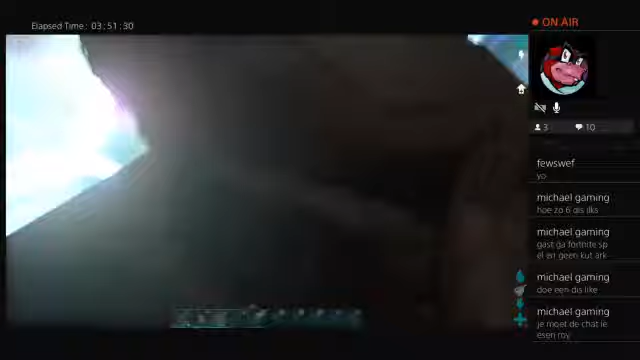 Elapsed Time : 03:51:30
ON AIR
3
10
fewswef
yo
michael gaming
hoe zo 6 dis ilks
michael gaming
gast ga fortnite sp
el en geen kut ark
michael gaming
doe een dis like
michael gaming
je moet de chat le
esen roy